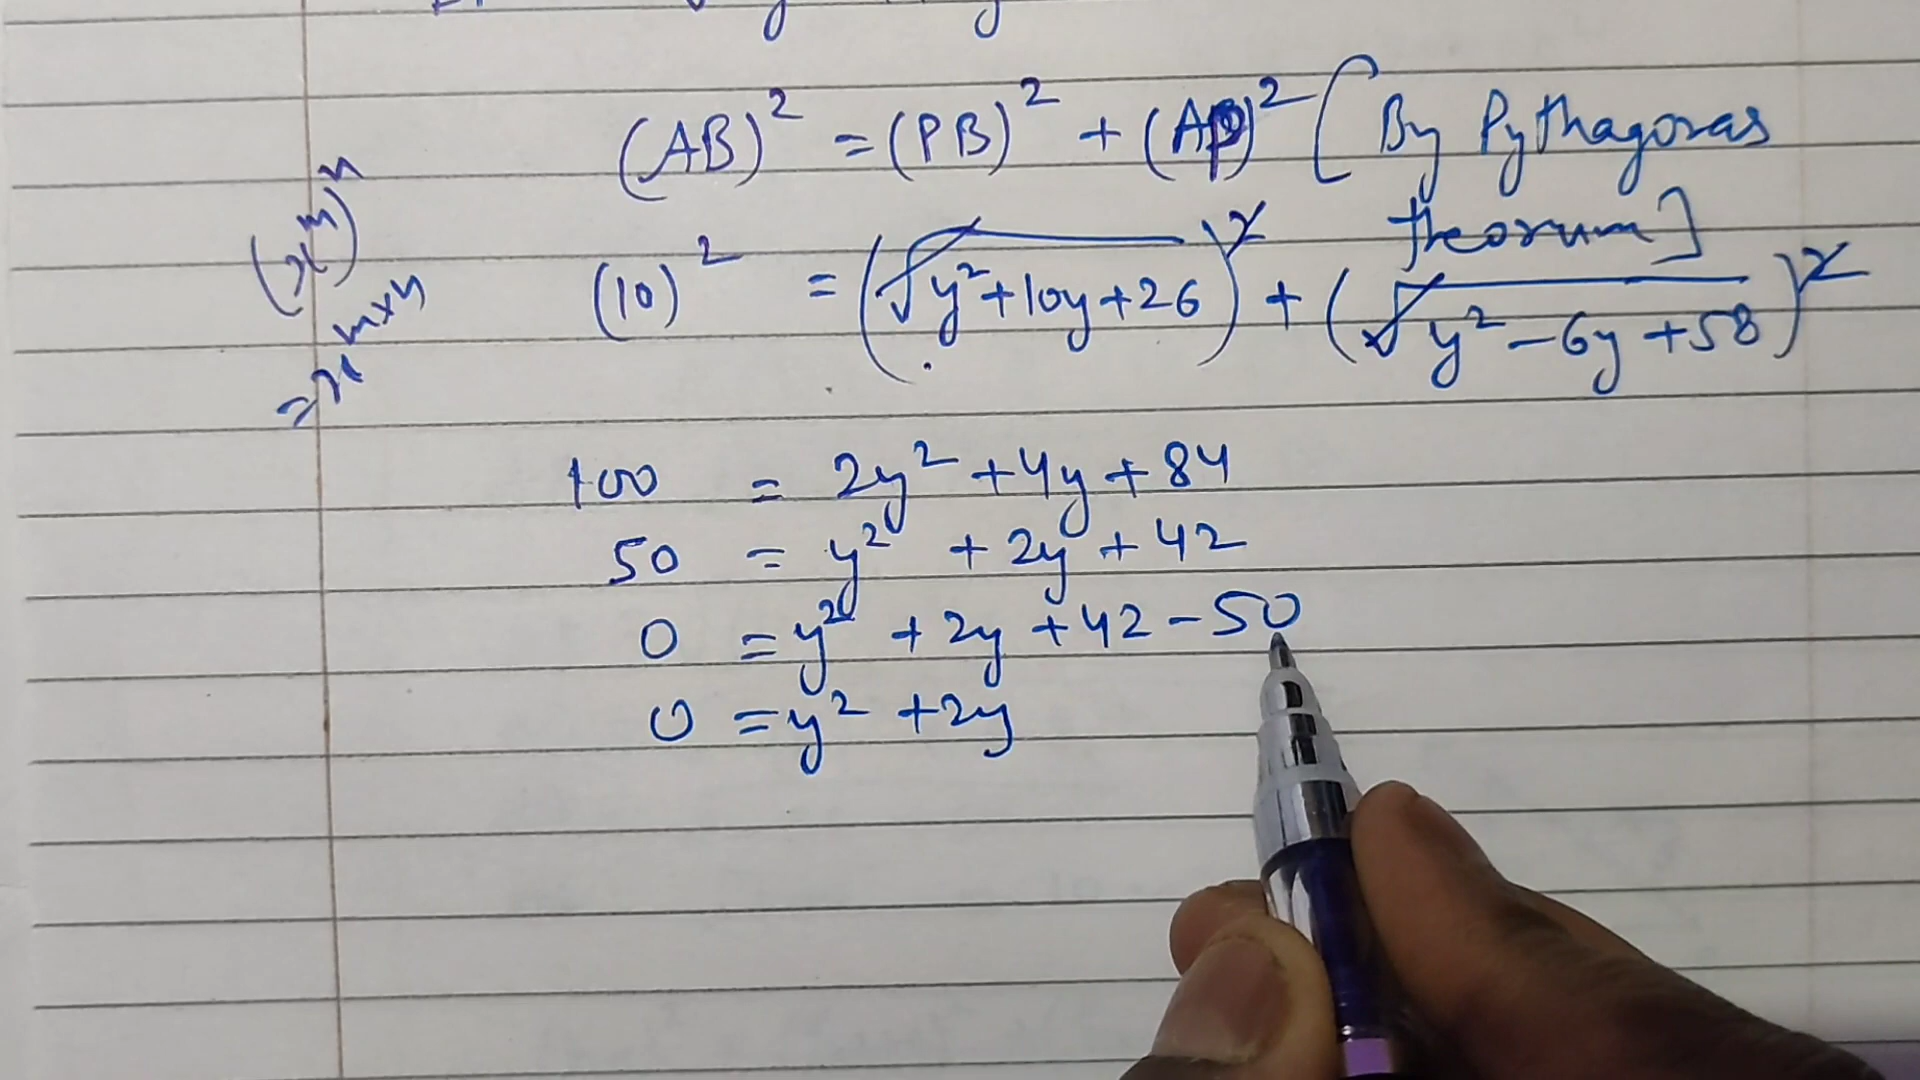 (AB)² = (PB)² + (AP)² [By Pythagoras
theorum]
(10)² = (√y²+10y+26)² + (√y²-6y+58)²
(x^m)^n
= x^m×n
100 = 2y² + 4y + 84
50 = y² + 2y + 42
0 = y² + 2y + 42 - 50
0 = y² + 2y